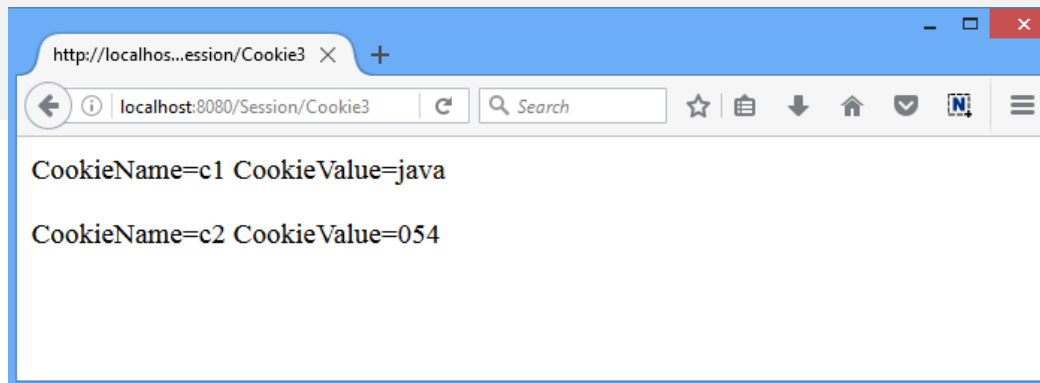 http://localhos...ession/Cookie3
localhost:8080/Session/Cookie3
Search
N
CookieName=c1 CookieValue=java
CookieName=c2 CookieValue=054